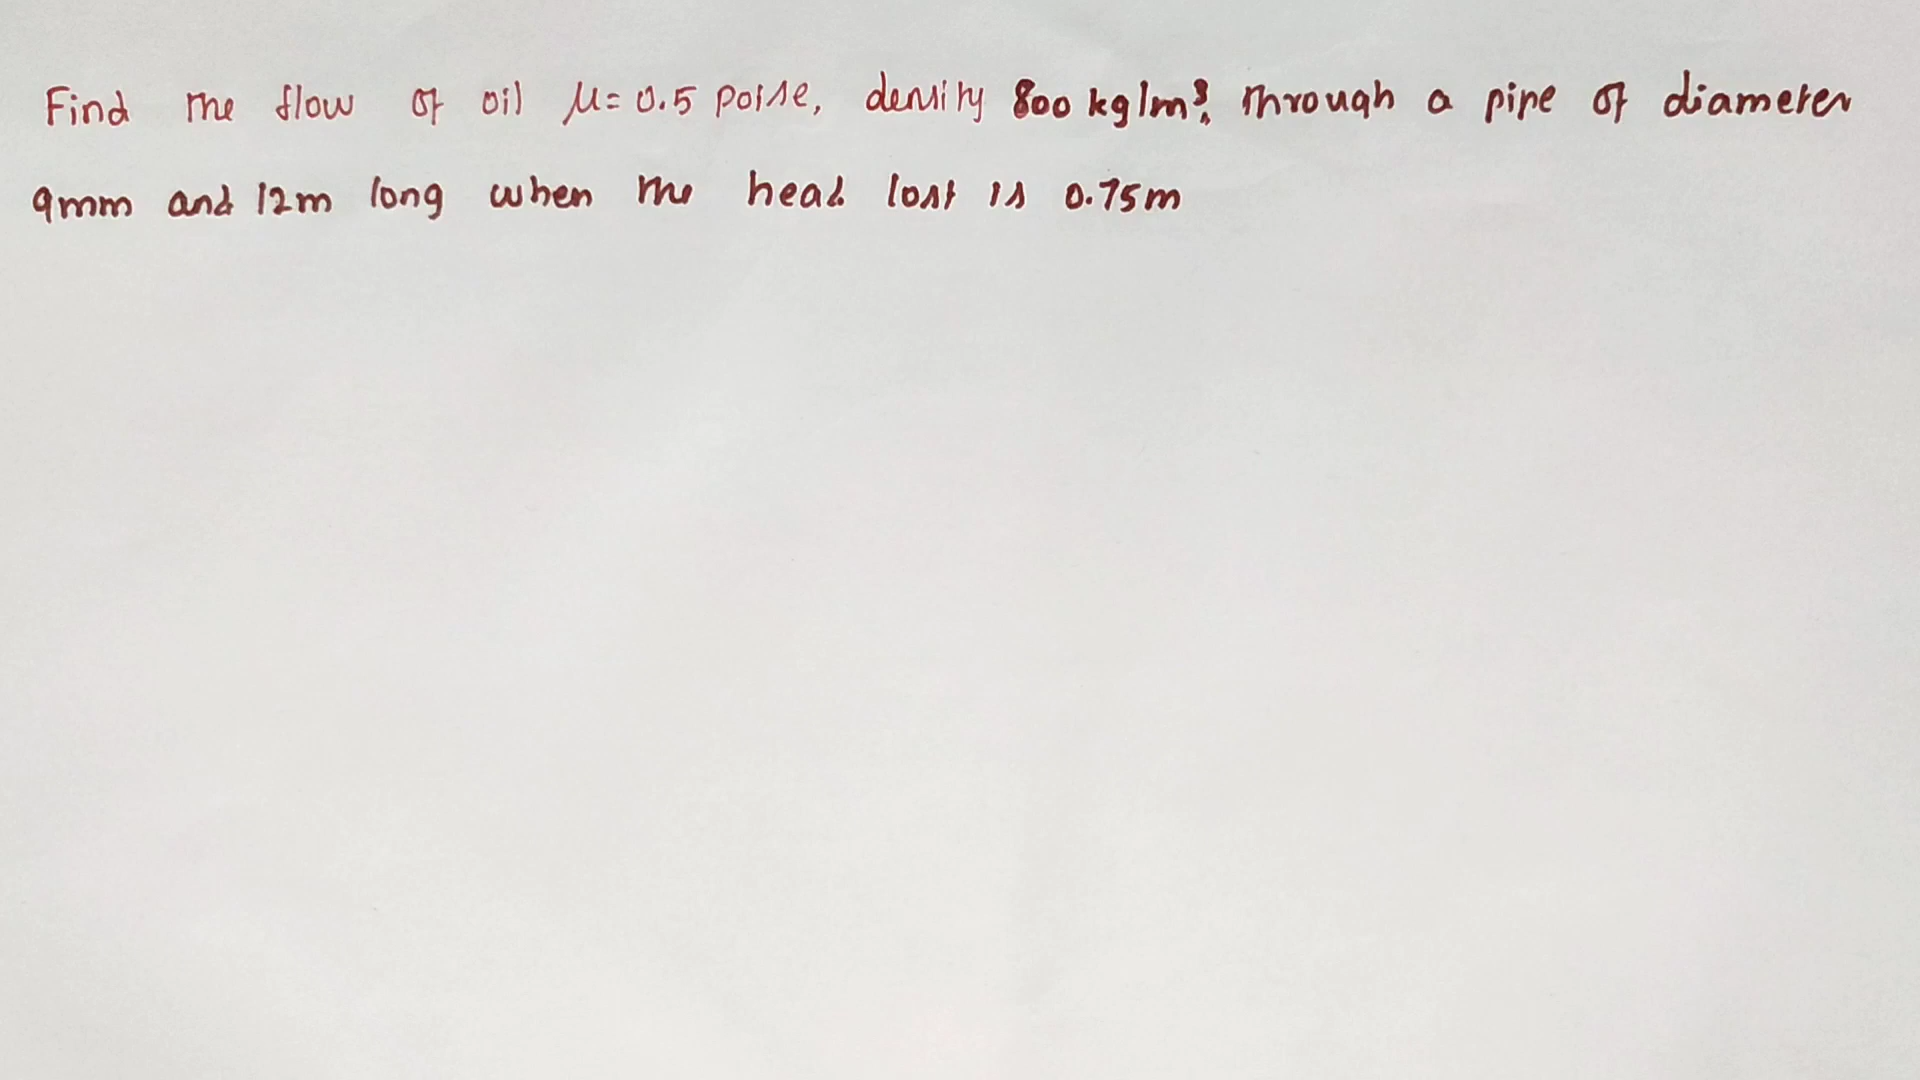 Find the flow of oil μ= 0.5 poise, density 800 kg/m³, through a pipe of diameter
9mm and 12m long when the head lost is 0.75m